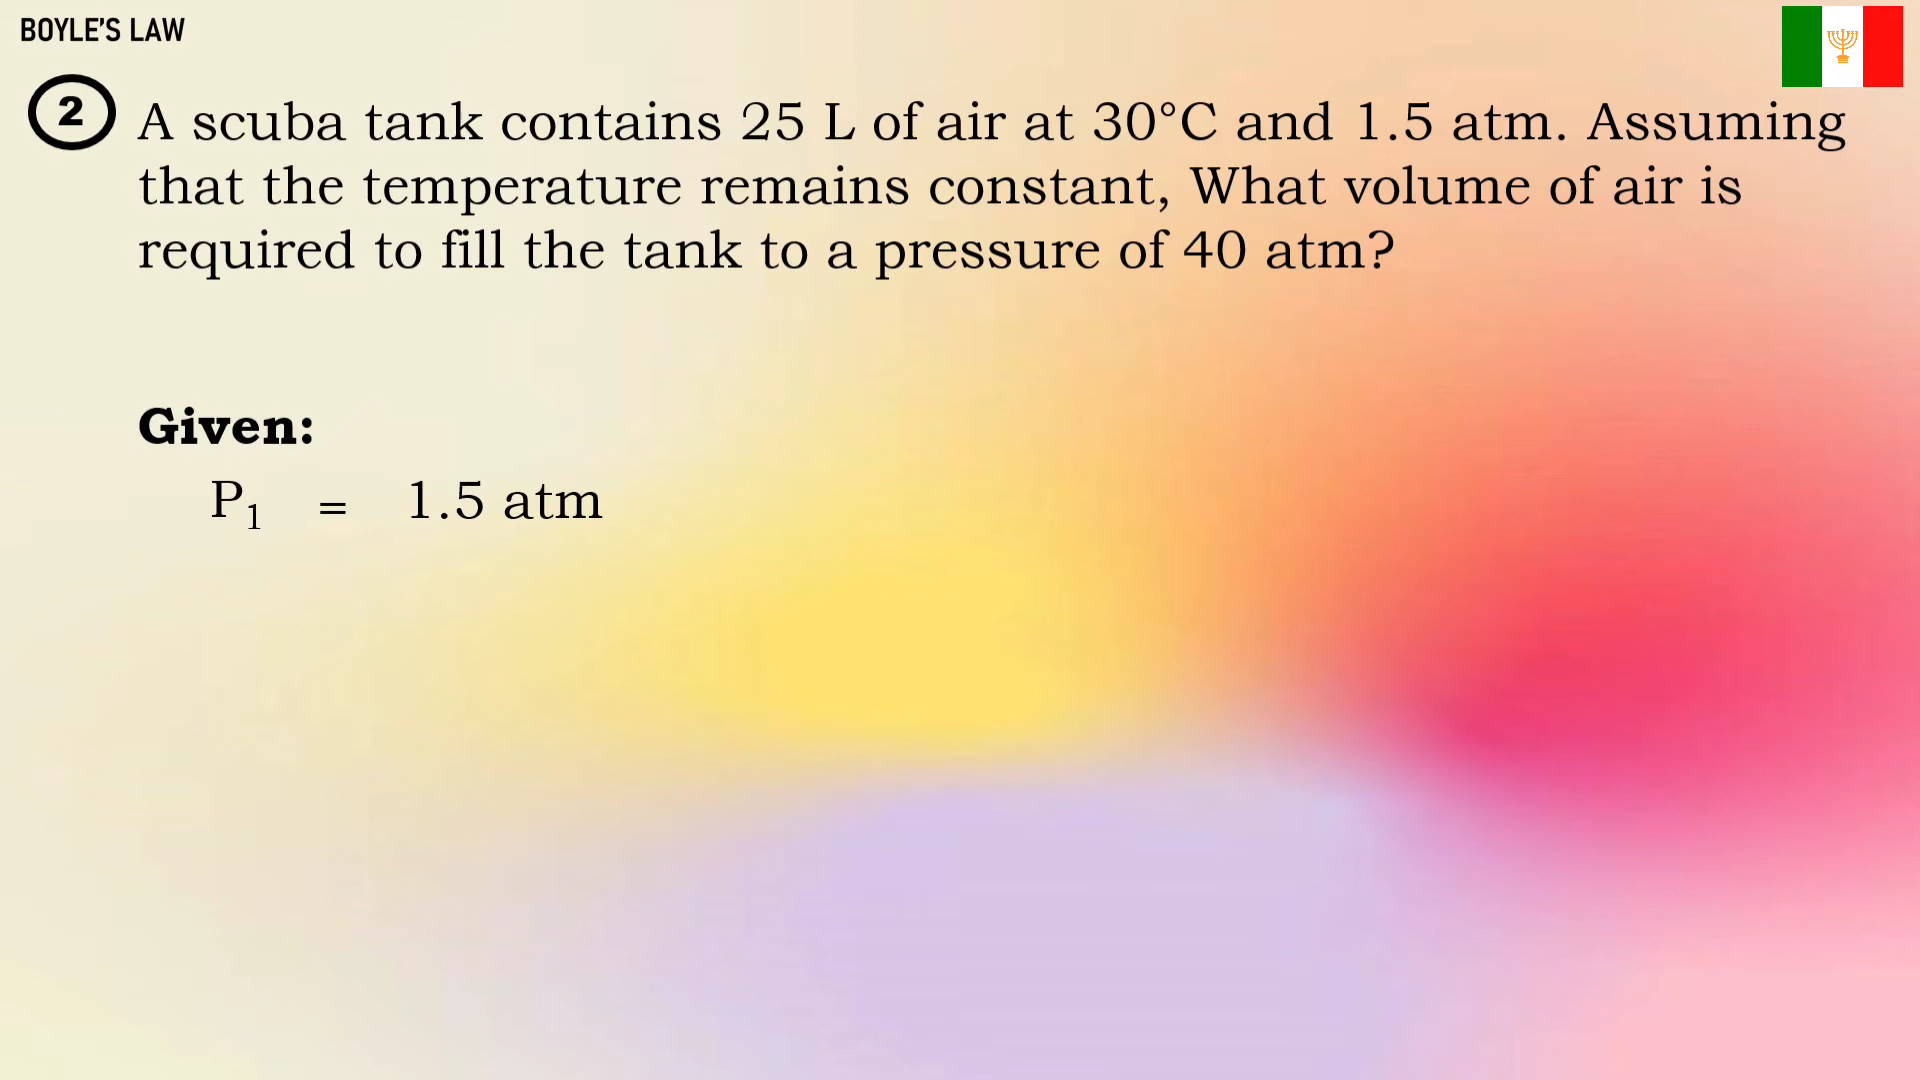 BOYLE'S LAW
2
A scuba tank contains 25 L of air at 30°C and 1.5 atm. Assuming
that the temperature remains constant, What volume of air is
required to fill the tank to a pressure of 40 atm?
Given:
P₁ = 1.5 atm